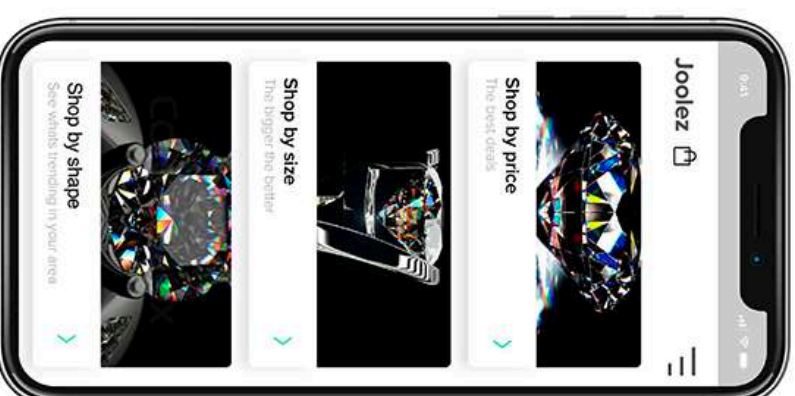 9:41
Joolez
Shop by price
The best deals
Shop by size
The bigger the better
Shop by shape
See whats trending in your area